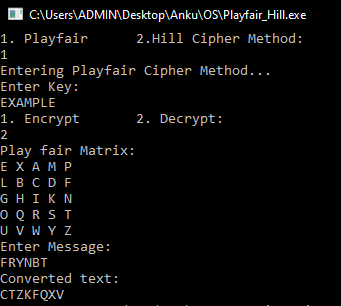 C:\Users\ADMIN\Desktop\Anku\OS\Playfair_Hill.exe
1. Playfair      2.Hill Cipher Method:
1
Entering Playfair Cipher Method...
Enter Key:
EXAMPLE
1. Encrypt      2. Decrypt:
2
Play fair Matrix:
E X A M P
L B C D F
G H I K N
O Q R S T
U V W Y Z
Enter Message:
FRYNBT
Converted text:
CTZKFQXV